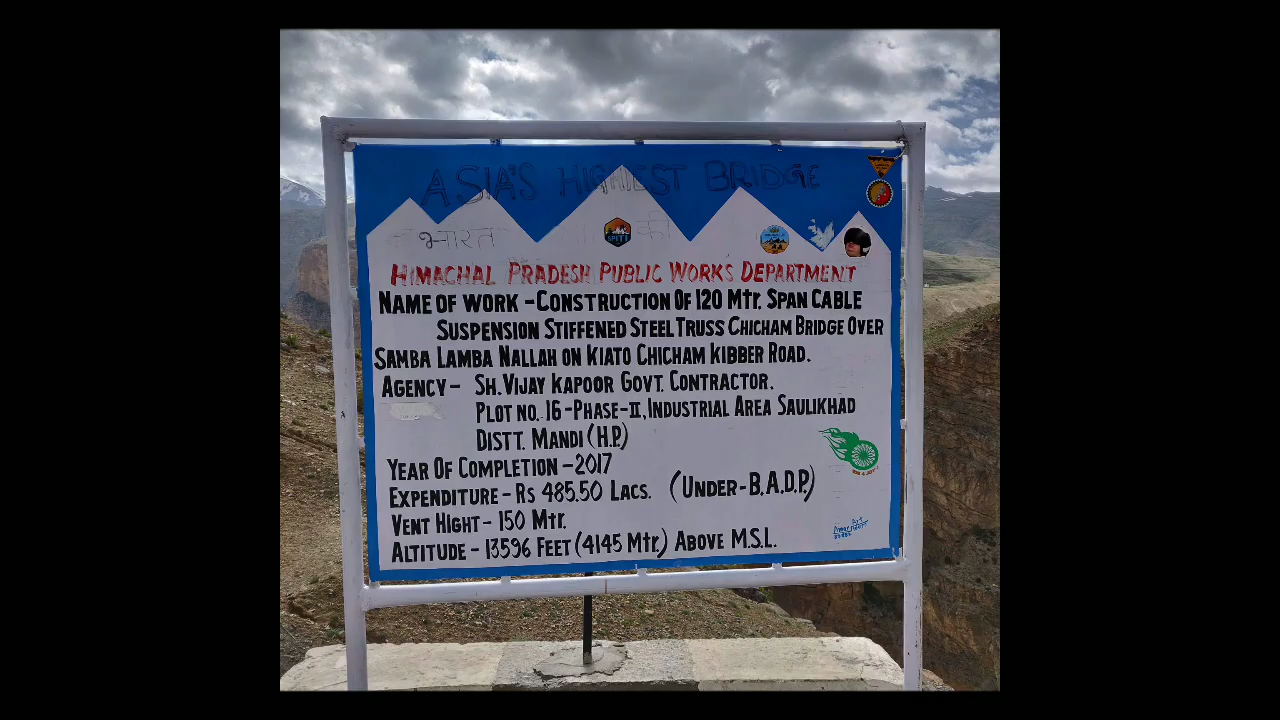 ASIA'S HIGHEST BRIDGE
भारत की
SPITI
HIMACHAL PRADESH PUBLIC WORKS DEPARTMENT
NAME OF WORK - CONSTRUCTION OF 120 Mtr. SPAN CABLE
SUSPENSION STIFFENED STEEL TRUSS CHICHAM BRIDGE OVER
SAMBA LAMBA NALLAH ON KIATO CHICHAM KIBBER ROAD.
AGENCY - SH. VIJAY KAPOOR GOVT. CONTRACTOR.
PLOT NO. 16-PHASE-II, INDUSTRIAL AREA SAULIKHAD
DISTT. MANDI (H.P.)
YEAR OF COMPLETION - 2017
EXPENDITURE - RS 485.50 LACS. (UNDER - B.A.D.P.)
VENT HIGHT - 150 Mtr.
ALTITUDE - 13596 FEET (4145 Mtr.) ABOVE M.S.L.